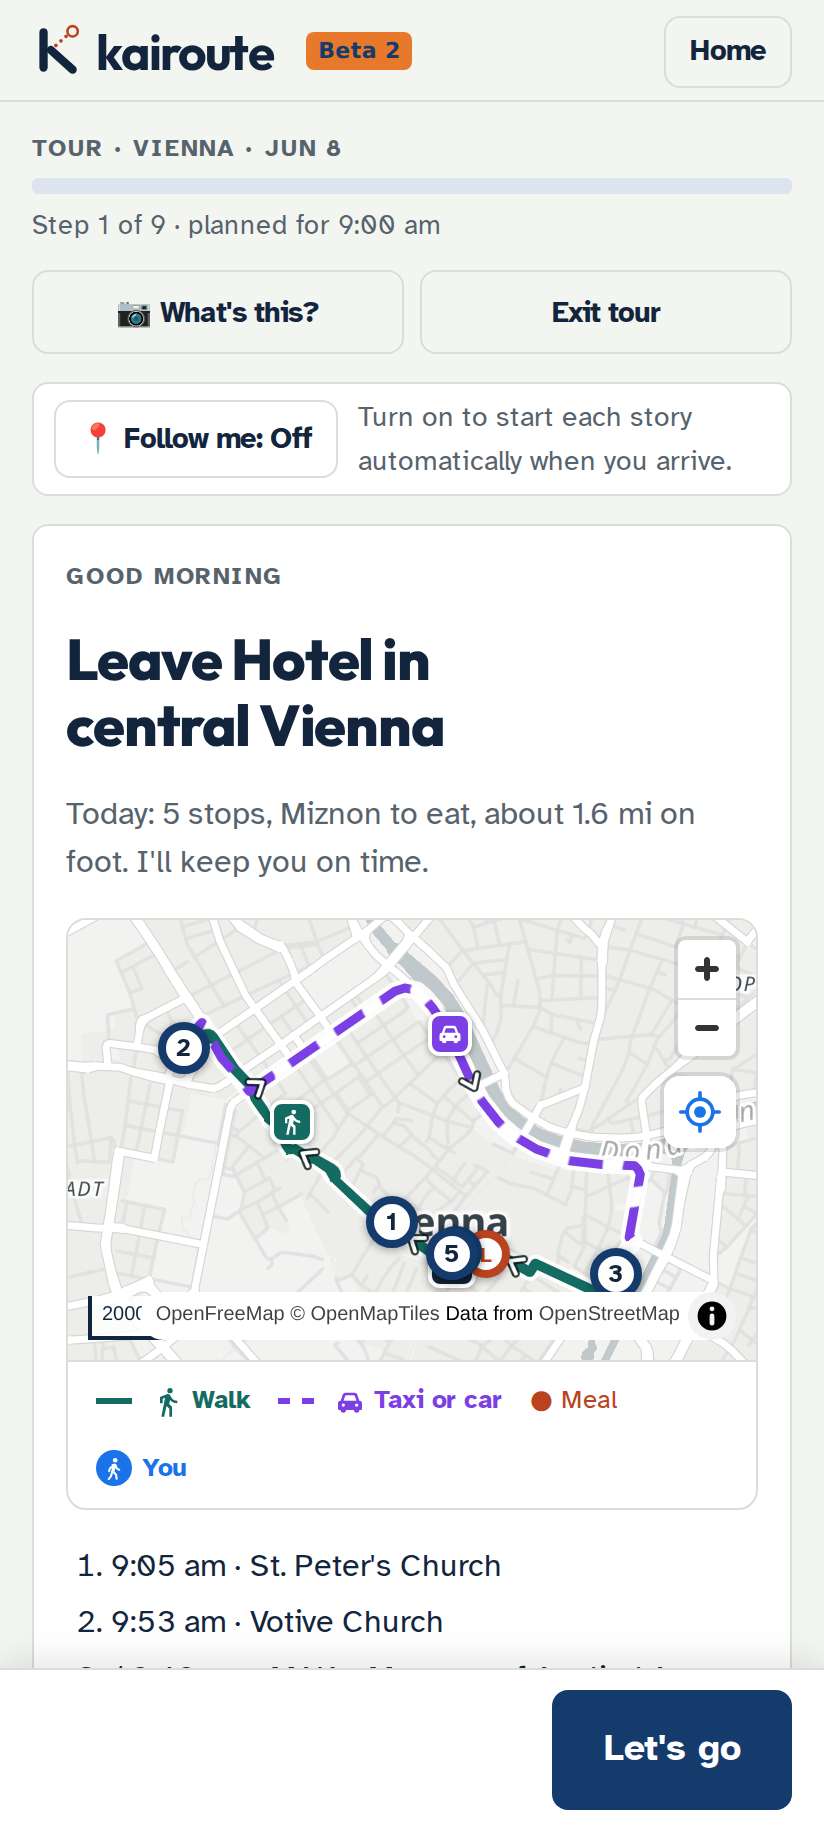 kairoute Beta 2 Home
TOUR · VIENNA · JUN 8
Step 1 of 9 · planned for 9:00 am
What's this? Exit tour
Follow me: Off
Turn on to start each story
automatically when you arrive.
GOOD MORNING
Leave Hotel in
central Vienna
Today: 5 stops, Miznon to eat, about 1.6 mi on
foot. I'll keep you on time.
+
−
2
1
enna
5
L
3
ADT
OpenFreeMap © OpenMapTiles Data from OpenStreetMap
Walk Taxi or car Meal
You
1. 9:05 am · St. Peter's Church
2. 9:53 am · Votive Church
Let's go